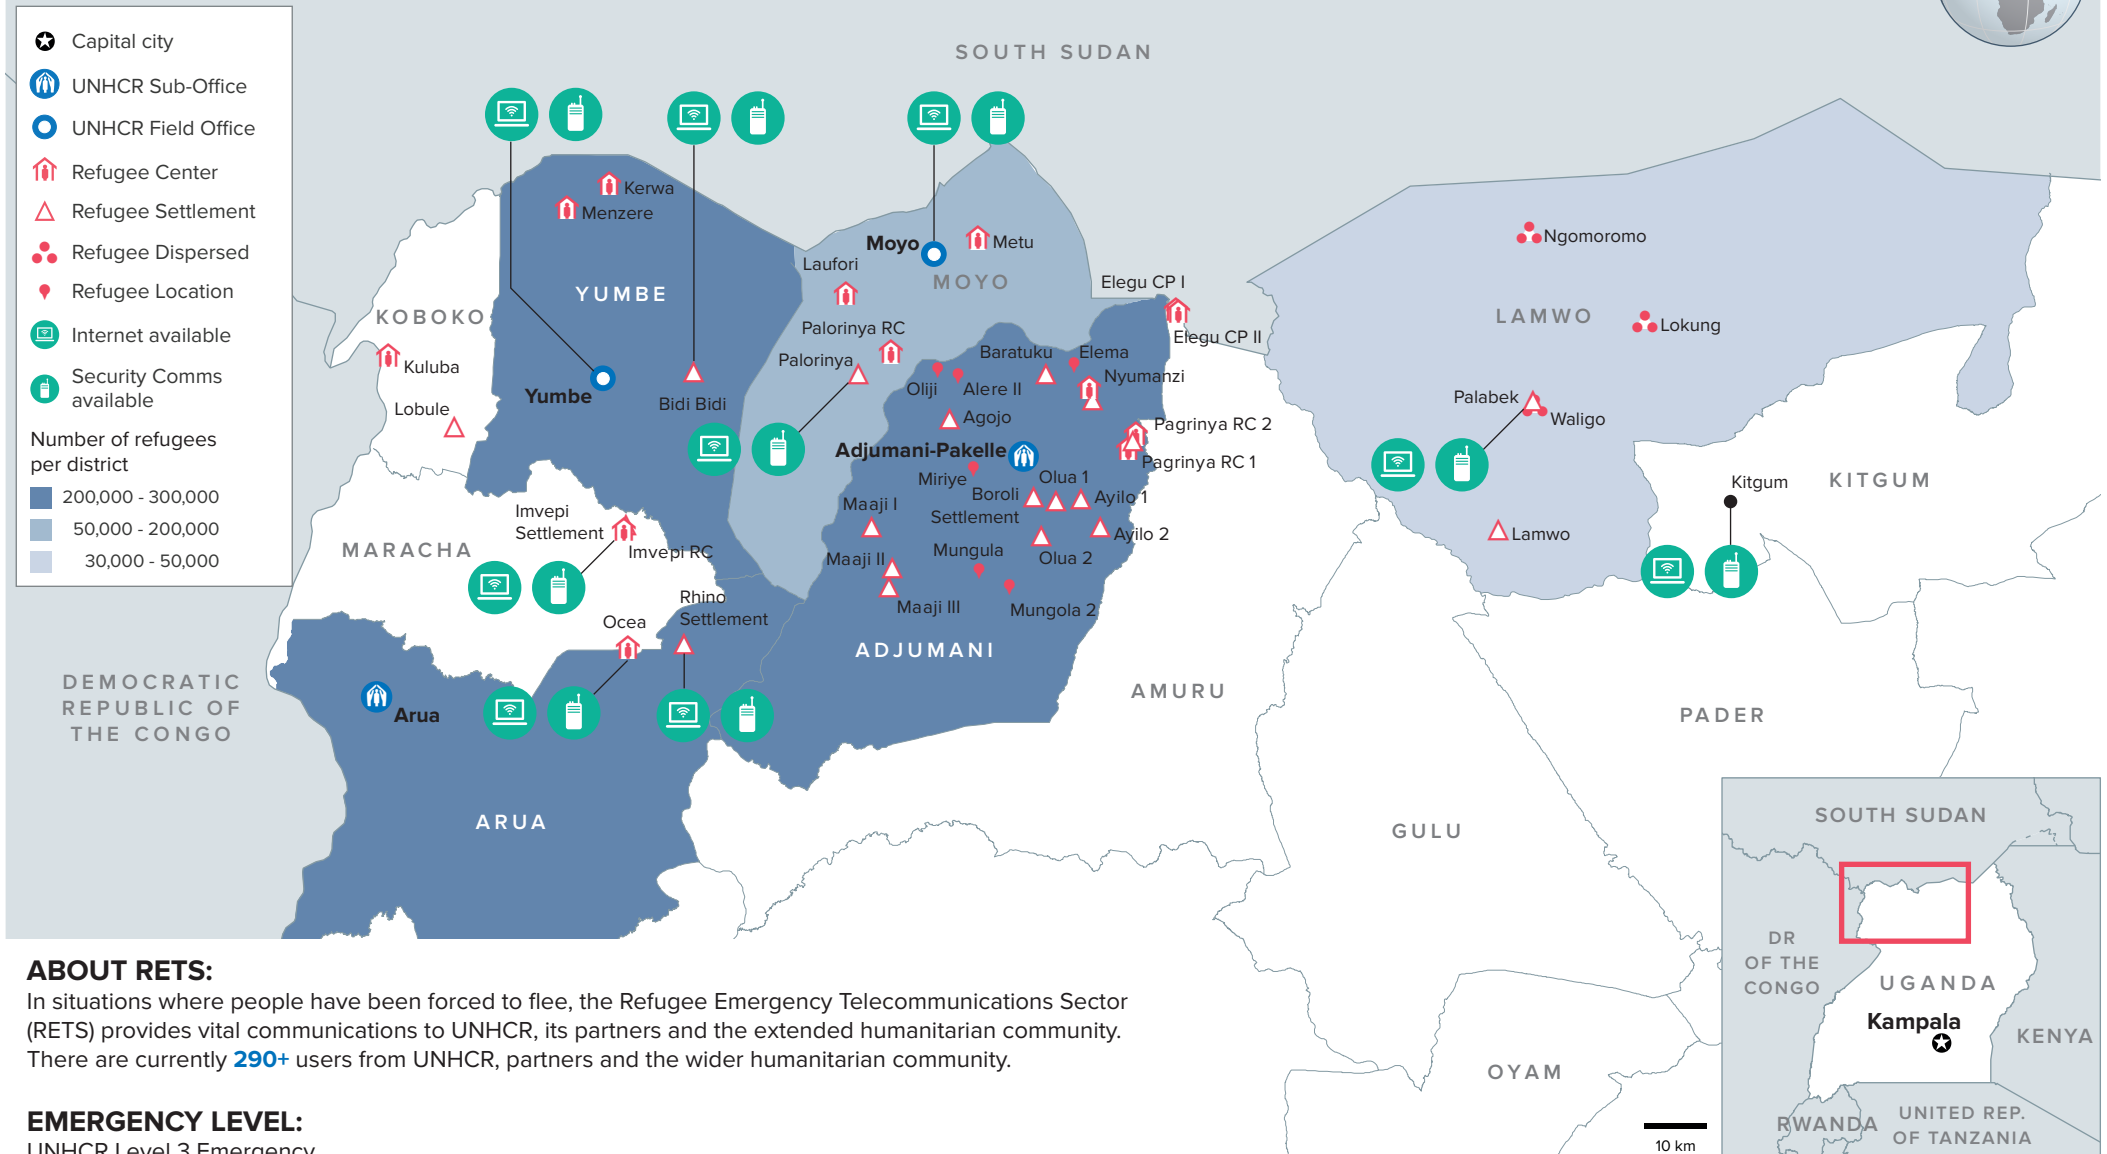 Capital city
UNHCR Sub-Office
UNHCR Field Office
Refugee Center
Refugee Settlement
Refugee Dispersed
Refugee Location
Internet available
Security Comms
available
Number of refugees
per district
200,000 - 300,000
50,000 - 200,000
30,000 - 50,000
SOUTH SUDAN
Kerwa
Menzere
YUMBE
KOBOKO
Kuluba
Lobule
Yumbe
Bidi Bidi
Moyo
Metu
MOYO
Laufori
Palorinya RC
Palorinya
Elegu CP I
Elegu CP II
Baratuku
Elema
Nyumanzi
Oliji
Alere II
Agojo
Pagrinya RC 2
Pagrinya RC 1
Adjumani-Pakelle
Miriye
Olua 1
Boroli
Settlement
Ayilo 1
Ayilo 2
Olua 2
Maaji I
Maaji II
Maaji III
Mungula
Mungola 2
ADJUMANI
Ngomoromo
LAMWO
Lokung
Palabek
Waligo
Lamwo
Kitgum
KITGUM
MARACHA
Imvepi
Settlement
Imvepi RC
Rhino
Settlement
Ocea
DEMOCRATIC
REPUBLIC OF
THE CONGO
Arua
ARUA
AMURU
PADER
GULU
OYAM
10 km
SOUTH SUDAN
DR
OF THE
CONGO
UGANDA
Kampala
KENYA
RWANDA
UNITED REP.
OF TANZANIA
ABOUT RETS:
In situations where people have been forced to flee, the Refugee Emergency Telecommunications Sector
(RETS) provides vital communications to UNHCR, its partners and the extended humanitarian community.
There are currently 290+ users from UNHCR, partners and the wider humanitarian community.
EMERGENCY LEVEL:
UNHCR Level 3 Emergency